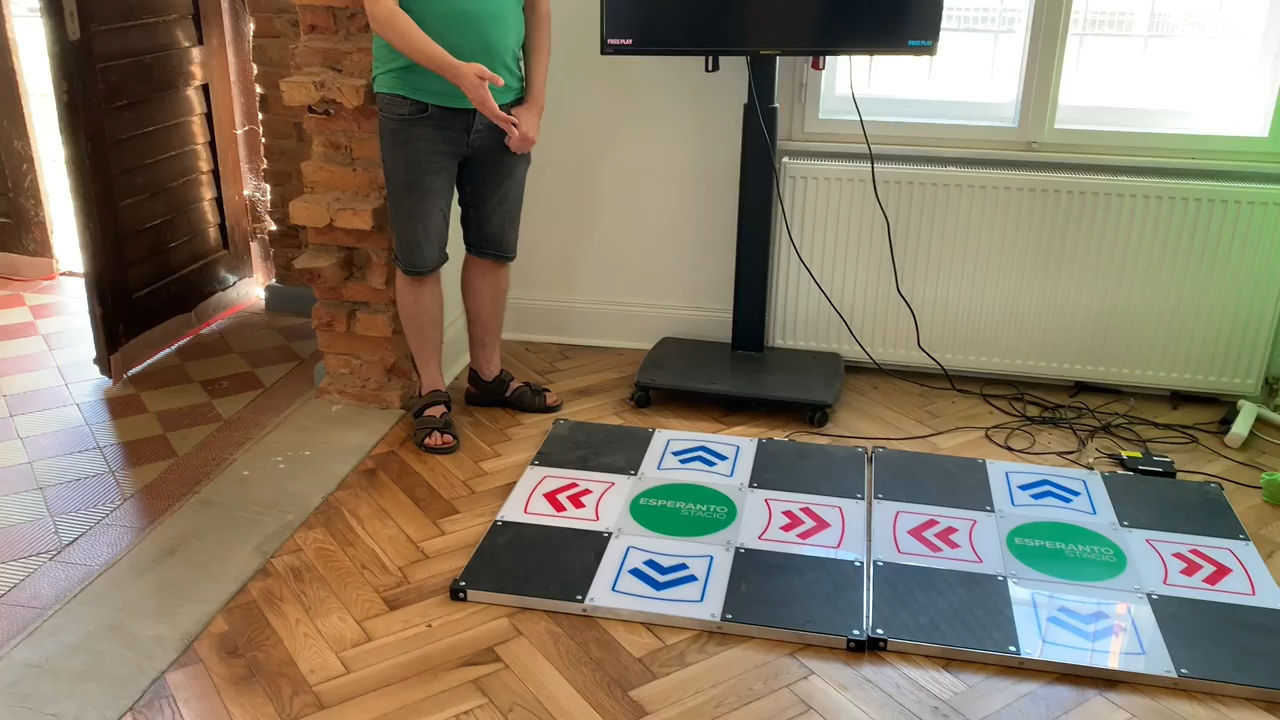 FREE PLAY
FREE PLAY
ESPERANTO
STACIO
ESPERANTO
STACIO